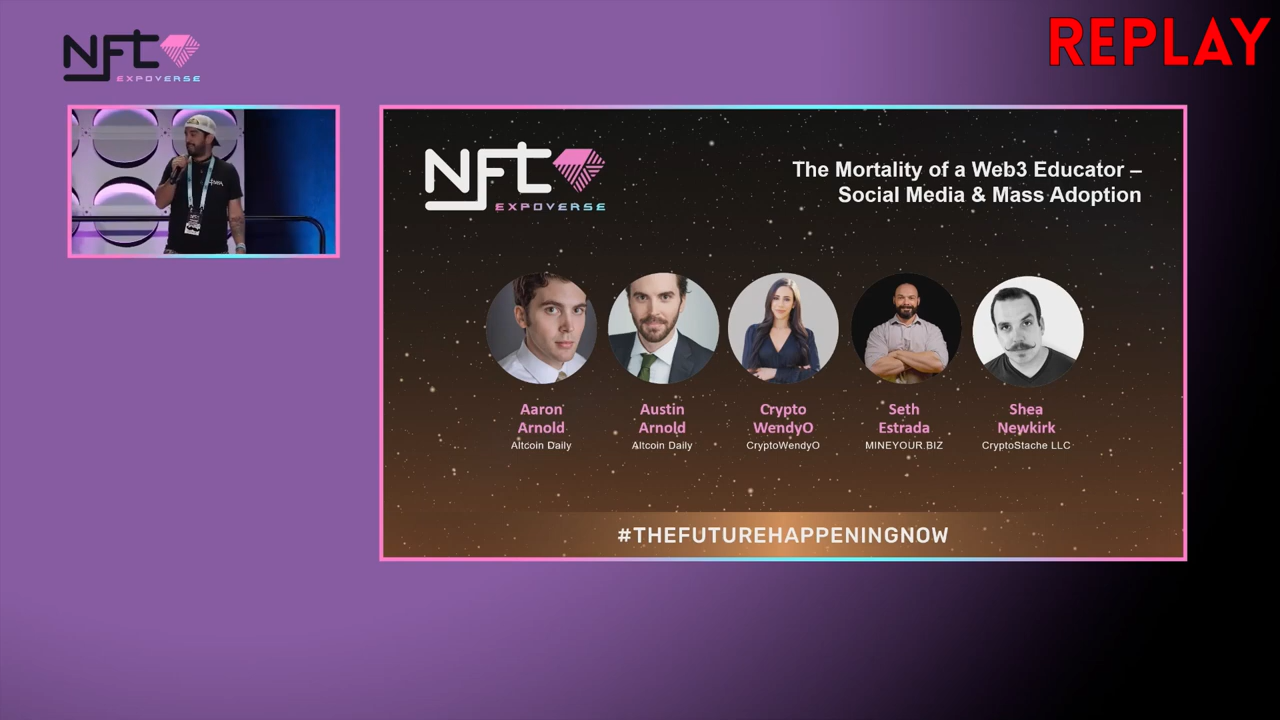 NFT
EXPOVERSE
REPLAY
NFT
EXPOVERSE
The Mortality of a Web3 Educator –
Social Media & Mass Adoption
Aaron
Arnold
Altcoin Daily
Austin
Arnold
Altcoin Daily
Crypto
WendyO
CryptoWendyO
Seth
Estrada
MINEYOUR.BIZ
Shea
Newkirk
CryptoStache LLC
#THEFUTUREHAPPENINGNOW